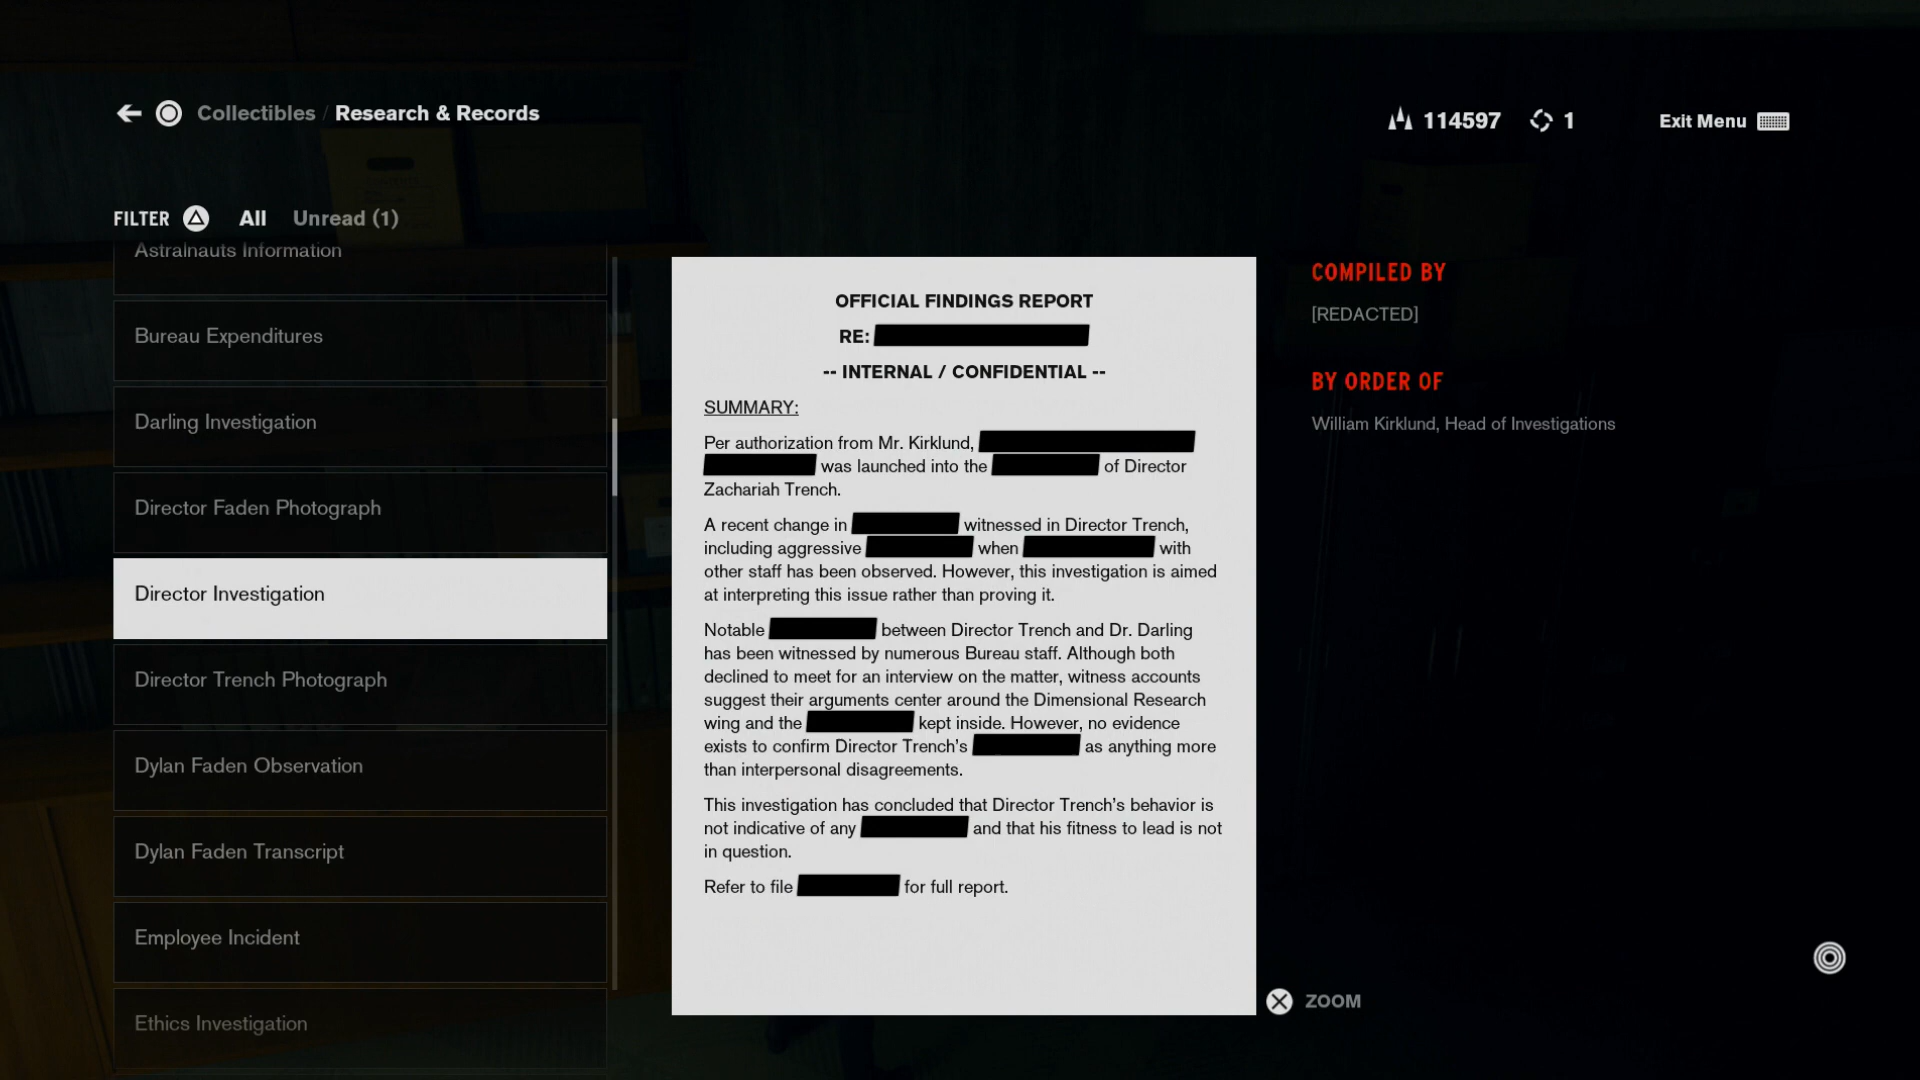 Collectibles / Research & Records
114597
1
Exit Menu
FILTER All Unread (1)
Astralnauts Information
Bureau Expenditures
Darling Investigation
Director Faden Photograph
Director Investigation
Director Trench Photograph
Dylan Faden Observation
Dylan Faden Transcript
Employee Incident
Ethics Investigation
OFFICIAL FINDINGS REPORT
RE:
-- INTERNAL / CONFIDENTIAL --
SUMMARY:
Per authorization from Mr. Kirklund,
was launched into the of Director
Zachariah Trench.
A recent change in witnessed in Director Trench,
including aggressive when with
other staff has been observed. However, this investigation is aimed
at interpreting this issue rather than proving it.
Notable between Director Trench and Dr. Darling
has been witnessed by numerous Bureau staff. Although both
declined to meet for an interview on the matter, witness accounts
suggest their arguments center around the Dimensional Research
wing and the kept inside. However, no evidence
exists to confirm Director Trench's as anything more
than interpersonal disagreements.
This investigation has concluded that Director Trench's behavior is
not indicative of any and that his fitness to lead is not
in question.
Refer to file for full report.
COMPILED BY
[REDACTED]
BY ORDER OF
William Kirklund, Head of Investigations
ZOOM